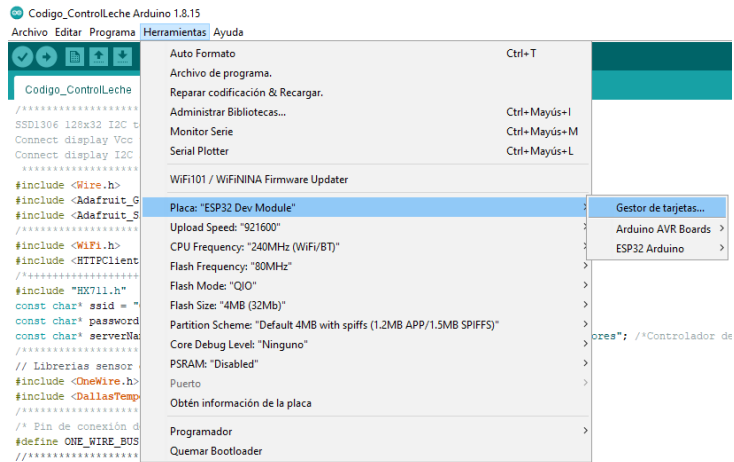 Codigo_ControlLeche Arduino 1.8.15
Archivo Editar Programa Herramientas Ayuda
Auto Formato Ctrl+T
Archivo de programa.
Reparar codificación & Recargar.
Administrar Bibliotecas... Ctrl+Mayús+I
Monitor Serie Ctrl+Mayús+M
Serial Plotter Ctrl+Mayús+L
WiFi101 / WiFiNINA Firmware Updater
Placa: "ESP32 Dev Module"
Upload Speed: "921600"
CPU Frequency: "240MHz (WiFi/BT)"
Flash Frequency: "80MHz"
Flash Mode: "QIO"
Flash Size: "4MB (32Mb)"
Partition Scheme: "Default 4MB with spiffs (1.2MB APP/1.5MB SPIFFS)"
Core Debug Level: "Ninguno"
PSRAM: "Disabled"
Puerto
Obtén información de la placa
Programador
Quemar Bootloader
Gestor de tarjetas...
Arduino AVR Boards
ESP32 Arduino
Codigo_ControlLeche
/********************
SSD1306 128x32 I2C t
Connect display Vcc
Connect display I2C
********************
#include <Wire.h>
#include <Adafruit_G
#include <Adafruit_S
/********************
#include <WiFi.h>
#include <HTTPClient
/*++++++++++++++++++
#include "HX711.h"
const char* ssid = "
const char* password
const char* serverNa ores"; /*Controlador de
/********************
// Librerias sensor
#include <OneWire.h>
#include <DallasTemp
/********************
/* Pin de conexión d
#define ONE_WIRE_BUS
//*******************